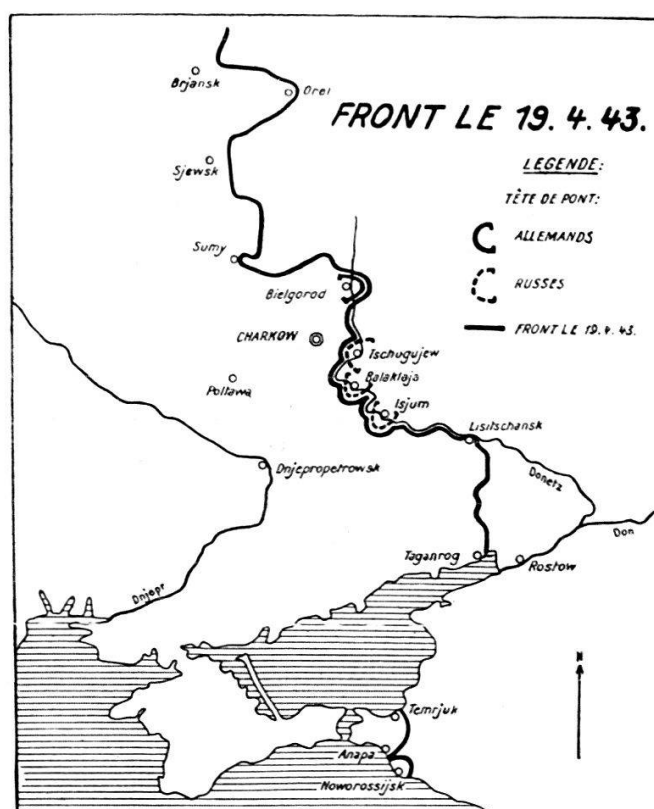 Brjansk
Orel
FRONT LE 19.4.43.
LEGENDE:
Sjewsk
TÊTE DE PONT:
ALLEMANDS
Sumy
Bielgorod
RUSSES
CHARKOW
FRONT LE 19.4.43.
Tschugujew
Poltawa
Balaklaja
Isjum
Lisitschansk
Dnjepropetrowsk
Donetz
Don
Taganrog
Rostow
Dnjepr
N
Temrjuk
Anapa
Noworossijsk